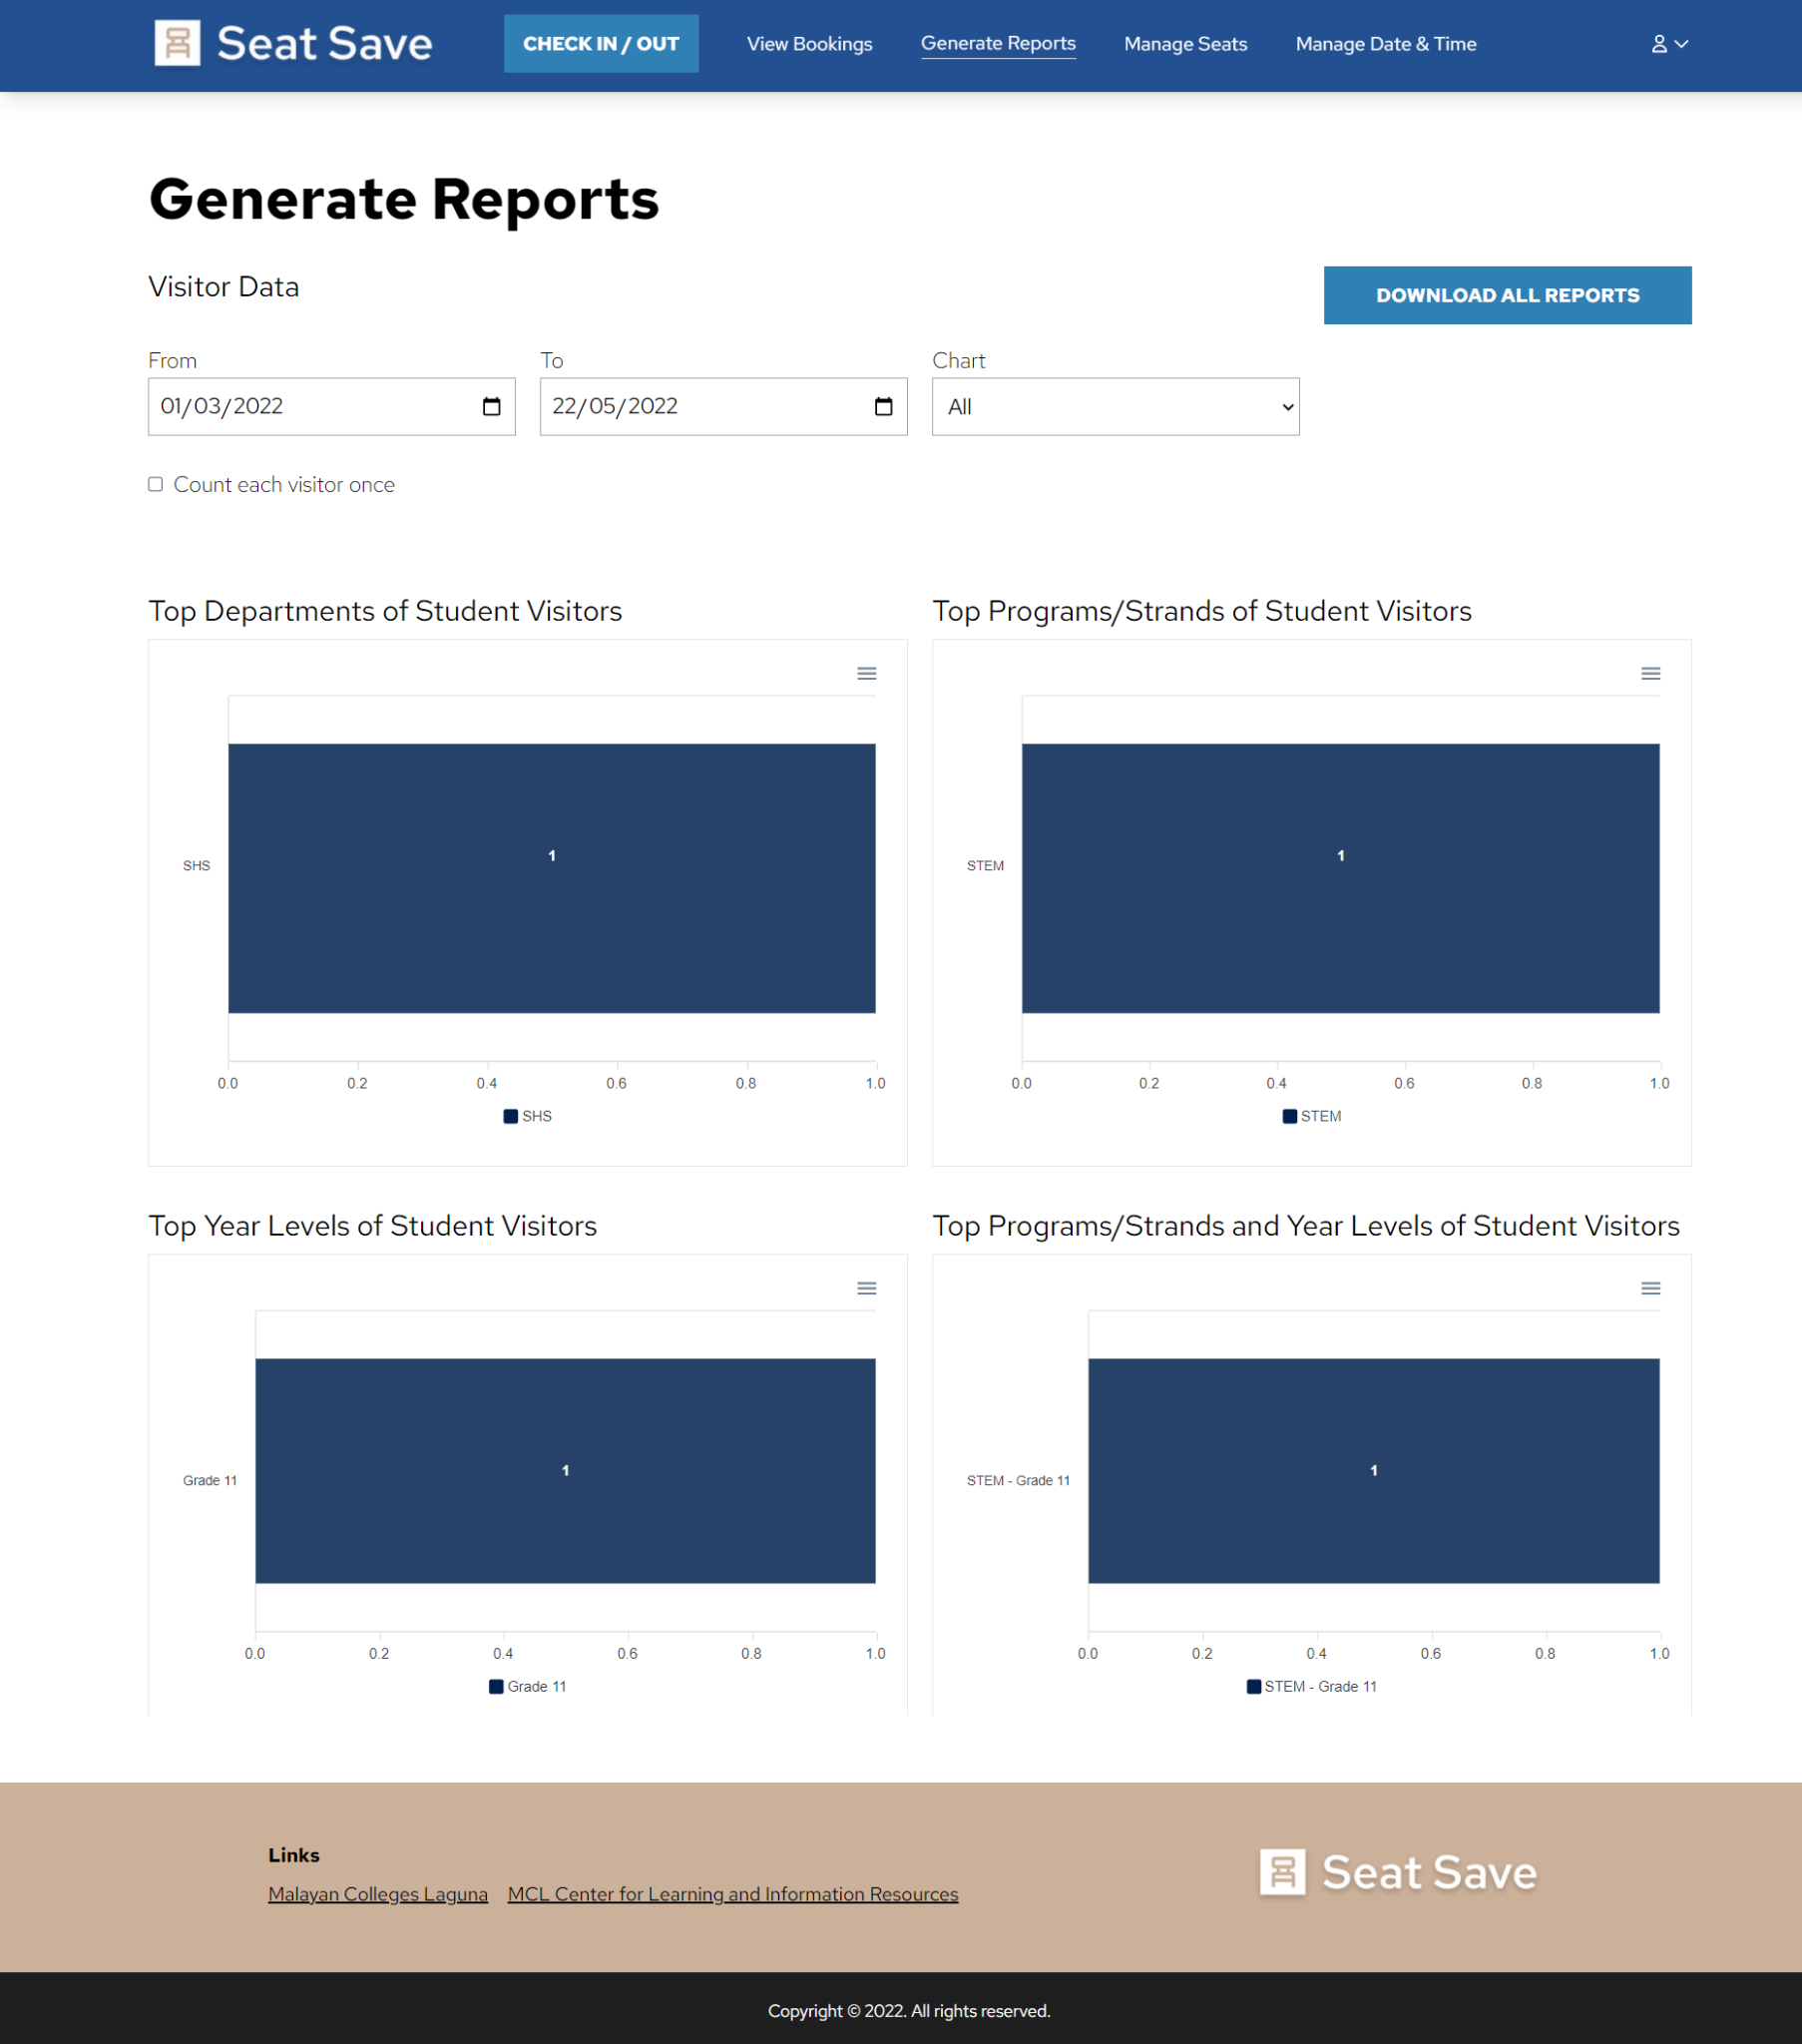 Seat Save
CHECK IN / OUT
View Bookings
Generate Reports
Manage Seats
Manage Date & Time
Generate Reports
Visitor Data
DOWNLOAD ALL REPORTS
From
To
Chart
01/03/2022
22/05/2022
All
Count each visitor once
Top Departments of Student Visitors
SHS
1
0.0 0.2 0.4 0.6 0.8 1.0
SHS
Top Programs/Strands of Student Visitors
STEM
1
0.0 0.2 0.4 0.6 0.8 1.0
STEM
Top Year Levels of Student Visitors
Grade 11
1
0.0 0.2 0.4 0.6 0.8 1.0
Grade 11
Top Programs/Strands and Year Levels of Student Visitors
STEM - Grade 11
1
0.0 0.2 0.4 0.6 0.8 1.0
STEM - Grade 11
Links
Malayan Colleges Laguna
MCL Center for Learning and Information Resources
Seat Save
Copyright © 2022. All rights reserved.